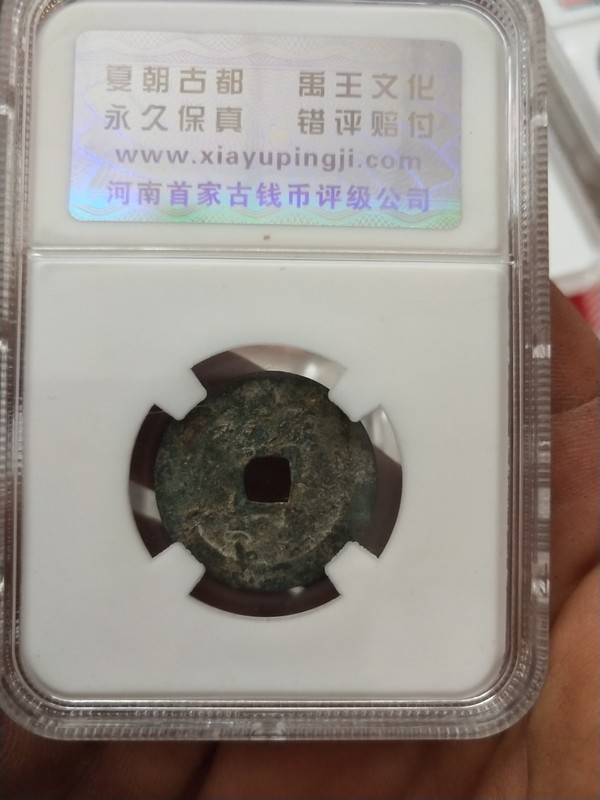 夏朝古都 禹王文化
永久保真 错评赔付
www.xiayupingji.com
河南首家古钱币评级公司